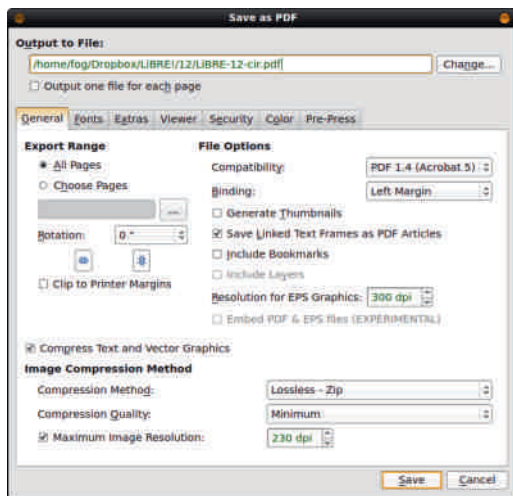 Save as PDF
Output to File:
/home/fog/Dropbox/LiBRE!/12/LiBRE-12-cir.pdf
Change...
Output one file for each page
General Fonts Extras Viewer Security Color Pre-Press
Export Range
All Pages
Choose Pages
...
Rotation: 0 °
Clip to Printer Margins
File Options
Compatibility: PDF 1.4 (Acrobat 5)
Binding: Left Margin
Generate Thumbnails
Save Linked Text Frames as PDF Articles
Include Bookmarks
Include Layers
Resolution for EPS Graphics: 300 dpi
Embed PDF & EPS files (EXPERIMENTAL)
Compress Text and Vector Graphics
Image Compression Method
Compression Method: Lossless - Zip
Compression Quality: Minimum
Maximum Image Resolution: 230 dpi
Save Cancel